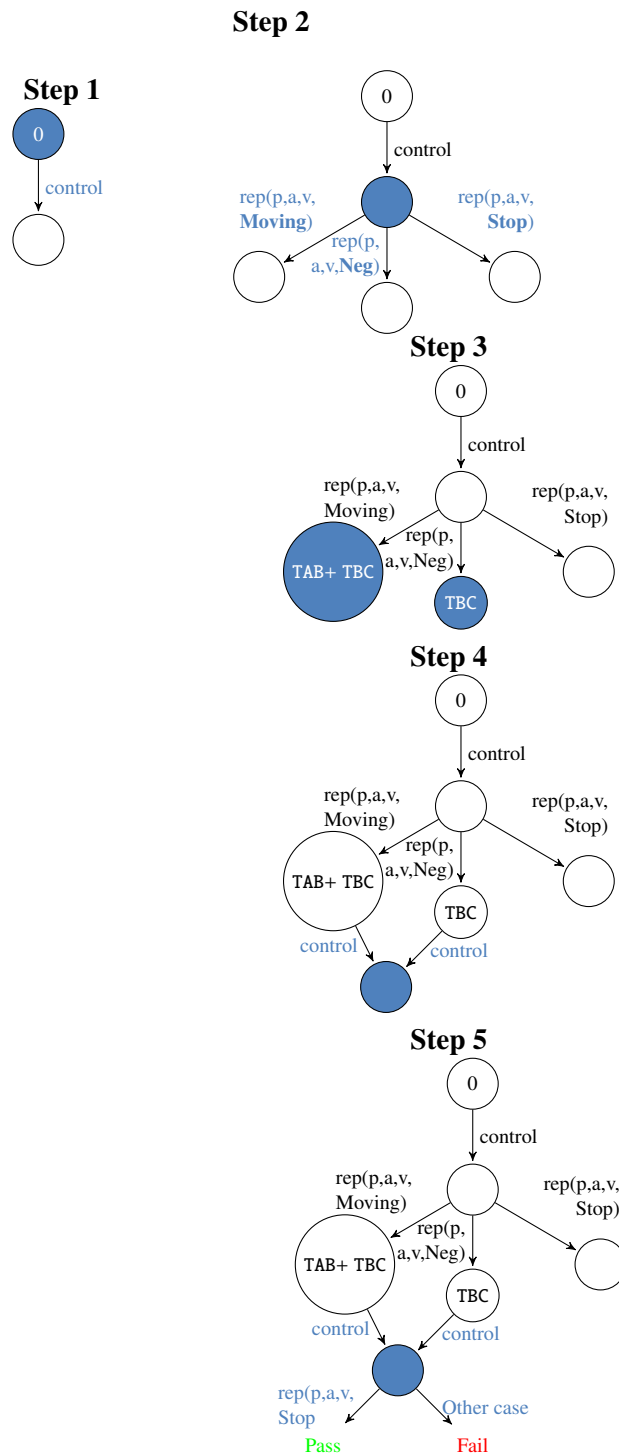 Step 2
Step 1
0
control
0
control
rep(p,a,v,
Moving)
rep(p,
a,v,Neg)
rep(p,a,v,
Stop)
Step 3
0
control
rep(p,a,v,
Moving)
rep(p,
a,v,Neg)
rep(p,a,v,
Stop)
TAB+ TBC
TBC
Step 4
0
control
rep(p,a,v,
Moving)
rep(p,
a,v,Neg)
rep(p,a,v,
Stop)
TAB+ TBC
TBC
control
control
Step 5
0
control
rep(p,a,v,
Moving)
rep(p,
a,v,Neg)
rep(p,a,v,
Stop)
TAB+ TBC
TBC
control
control
rep(p,a,v,
Stop
Other case
Pass
Fail